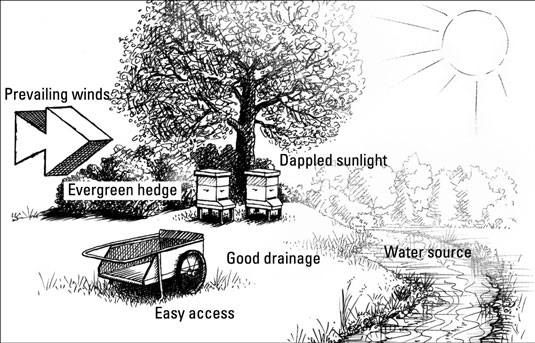 Prevailing winds
Dappled sunlight
Evergreen hedge
Good drainage
Water source
Easy access